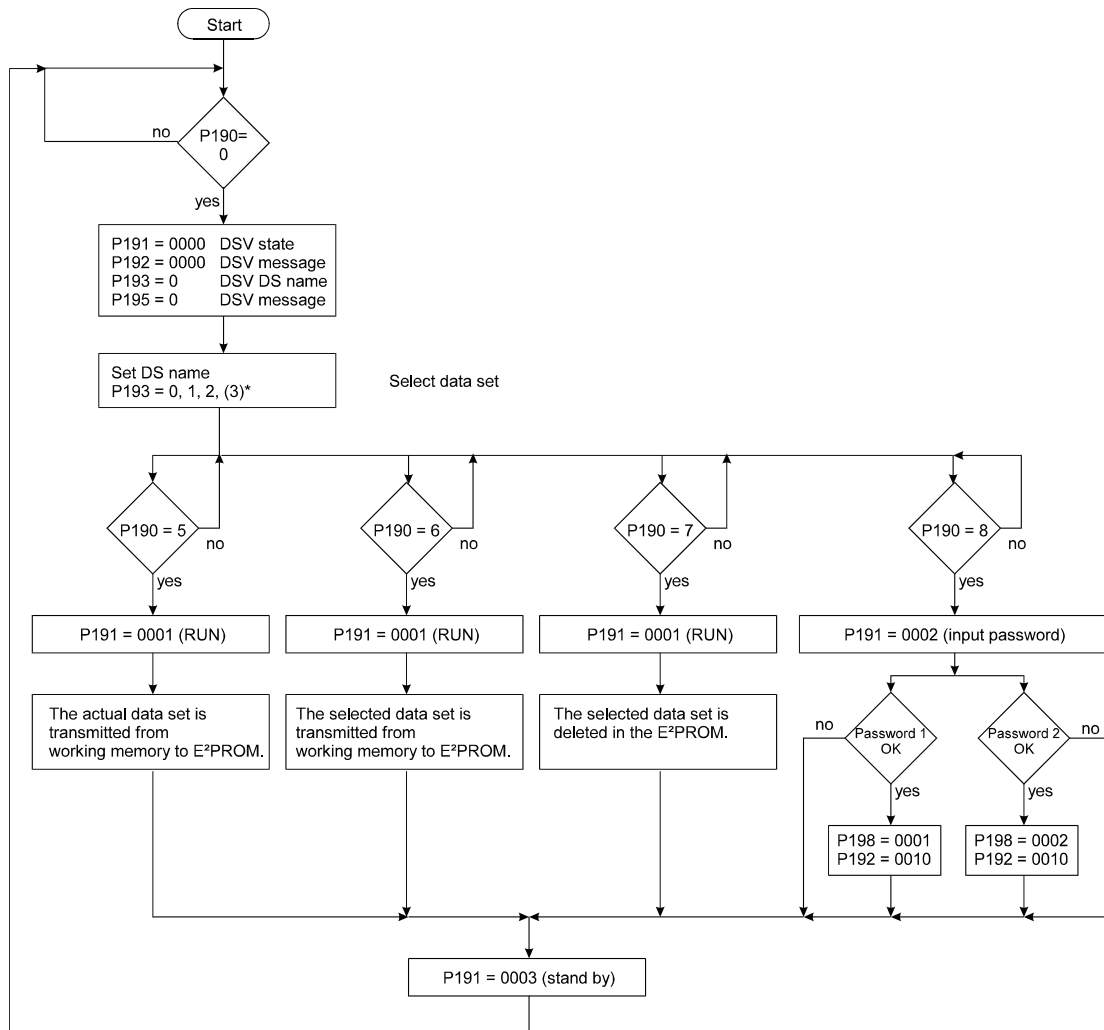 Start
no
P190=
0
yes
P191 = 0000 DSV state
P192 = 0000 DSV message
P193 = 0 DSV DS name
P195 = 0 DSV message
Set DS name
P193 = 0, 1, 2, (3)*
Select data set
P190 = 5
no
yes
P190 = 6
no
yes
P190 = 7
no
yes
P190 = 8
no
yes
P191 = 0001 (RUN)
P191 = 0001 (RUN)
P191 = 0001 (RUN)
P191 = 0002 (input password)
The actual data set is
transmitted from
working memory to E²PROM.
The selected data set is
transmitted from
working memory to E²PROM.
The selected data set is
deleted in the E²PROM.
no
Password 1
OK
yes
Password 2
OK
no
yes
P198 = 0001
P192 = 0010
P198 = 0002
P192 = 0010
P191 = 0003 (stand by)